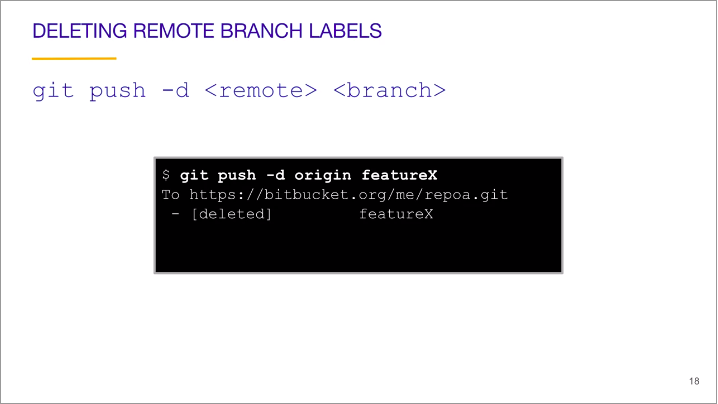 DELETING REMOTE BRANCH LABELS
git push -d <remote> <branch>
$ git push -d origin featureX
To https://bitbucket.org/me/repoa.git
 - [deleted]         featureX
18